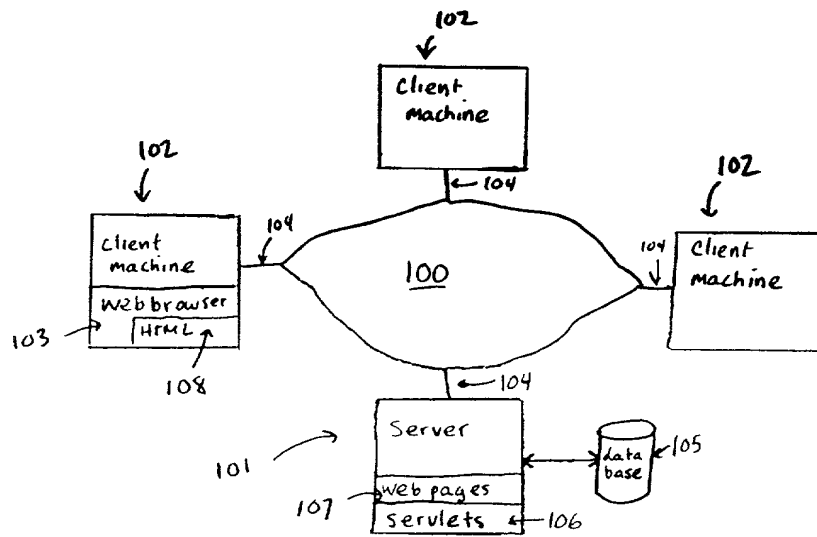 102
Client
machine
104
102
Client
machine
104
Web browser
HTML
103
108
100
102
104
Client
Machine
104
101
Server
Web pages
107
Servlets
106
data
base
105